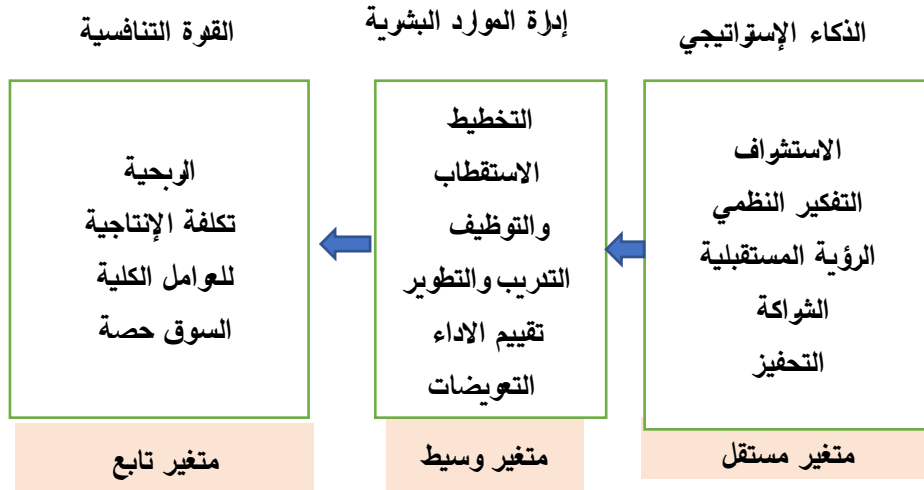 الذكاء الإستراتيجي
الاستشراف
التفكير النظمي
الرؤية المستقبلية
الشراكة
التحفيز
متغير مستقل
إدارة الموارد البشرية
التخطيط
الاستقطاب
والتوظيف
التدريب والتطوير
تقييم الاداء
التعويضات
متغير وسيط
القدرة التنافسية
الربحية
تكلفة الإنتاجية
للعوامل الكلية
السوق حصة
متغير تابع